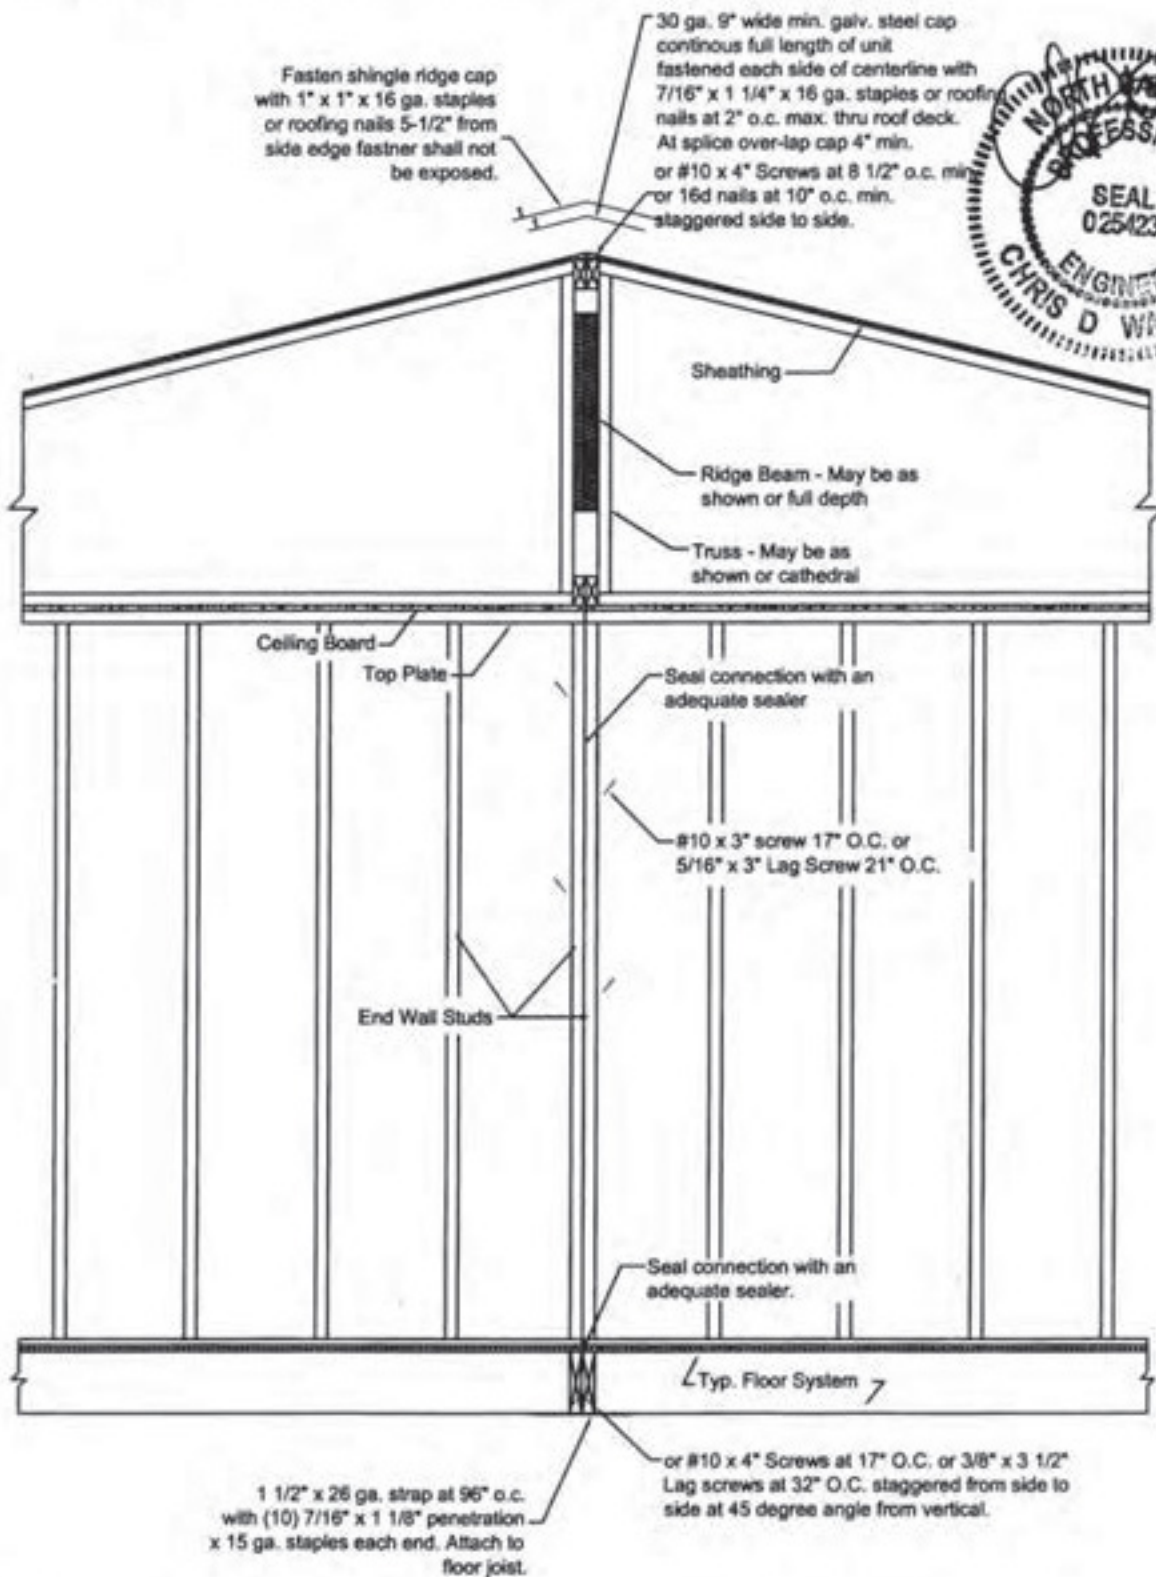 30 ga. 9" wide min. galv. steel cap
continous full length of unit
fastened each side of centerline with
7/16" x 1 1/4" x 16 ga. staples or roofing
nails at 2" o.c. max. thru roof deck.
At splice over-lap cap 4" min.
or #10 x 4" Screws at 8 1/2" o.c. min
or 16d nails at 10" o.c. min.
staggered side to side.
Fasten shingle ridge cap
with 1" x 1" x 16 ga. staples
or roofing nails 5-1/2" from
side edge fastner shall not
be exposed.
NORTH
SEAL
025423
CHRIS D
Sheathing
Ridge Beam - May be as
shown or full depth
Truss - May be as
shown or cathedral
Ceiling Board
Top Plate
Seal connection with an
adequate sealer
#10 x 3" screw 17" O.C. or
5/16" x 3" Lag Screw 21" O.C.
End Wall Studs
Seal connection with an
adequate sealer.
Typ. Floor System
or #10 x 4" Screws at 17" O.C. or 3/8" x 3 1/2"
Lag screws at 32" O.C. staggered from side to
side at 45 degree angle from vertical.
1 1/2" x 26 ga. strap at 96" o.c.
with (10) 7/16" x 1 1/8" penetration
x 15 ga. staples each end. Attach to
floor joist.